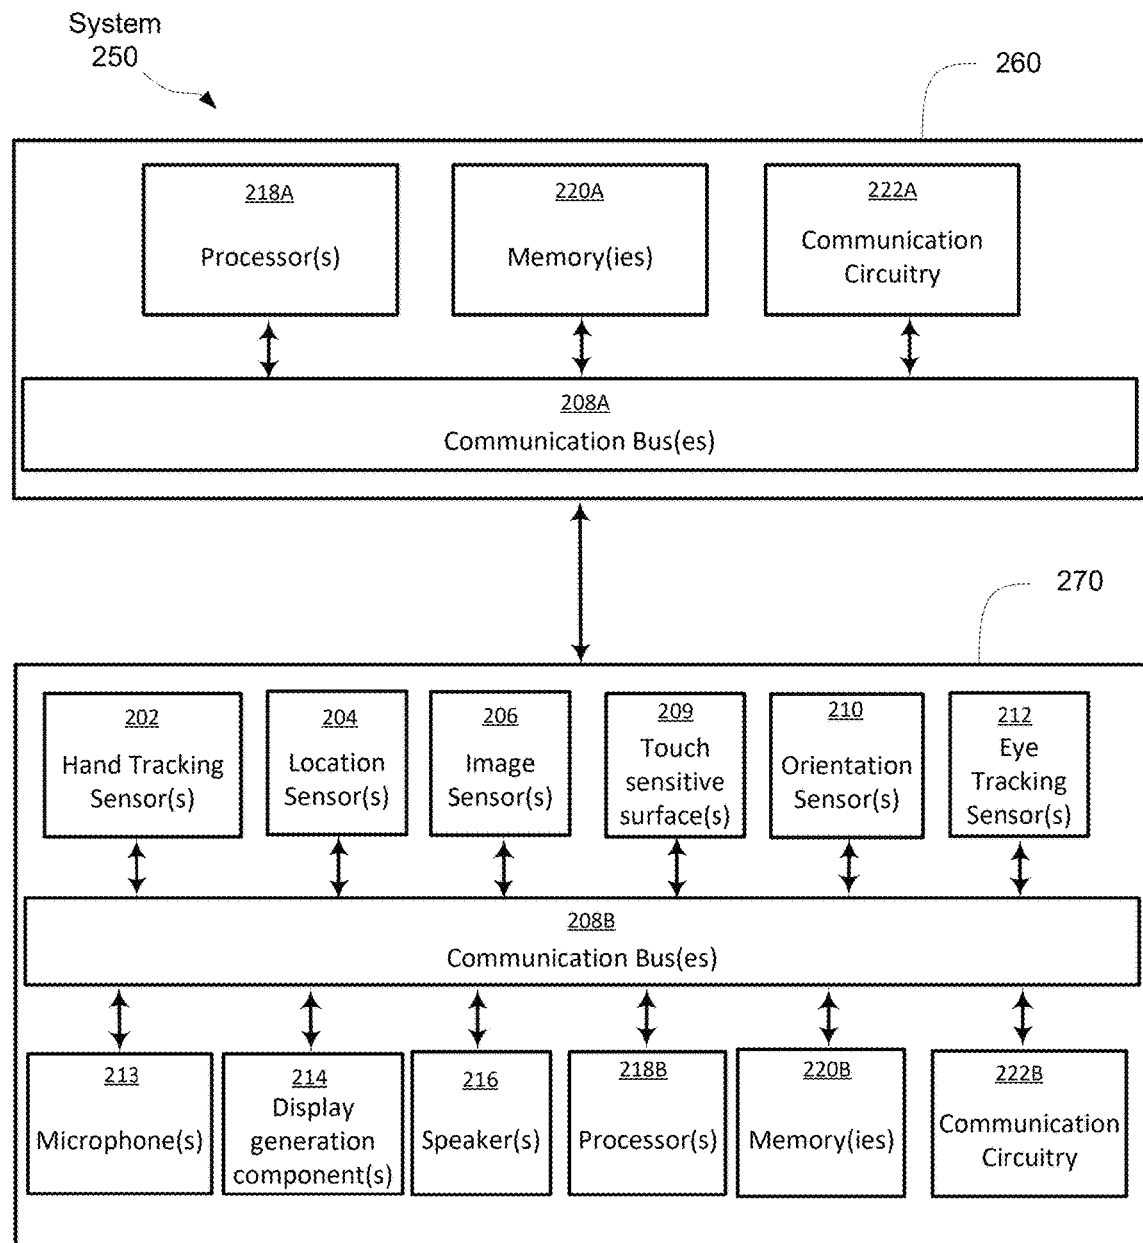 System
250
260
218A
Processor(s)
220A
Memory(ies)
222A
Communication
Circuitry
208A
Communication Bus(es)
270
202
Hand Tracking
Sensor(s)
204
Location
Sensor(s)
206
Image
Sensor(s)
209
Touch
sensitive
surface(s)
210
Orientation
Sensor(s)
212
Eye
Tracking
Sensor(s)
208B
Communication Bus(es)
213
Microphone(s)
214
Display
generation
component(s)
216
Speaker(s)
218B
Processor(s)
220B
Memory(ies)
222B
Communication
Circuitry